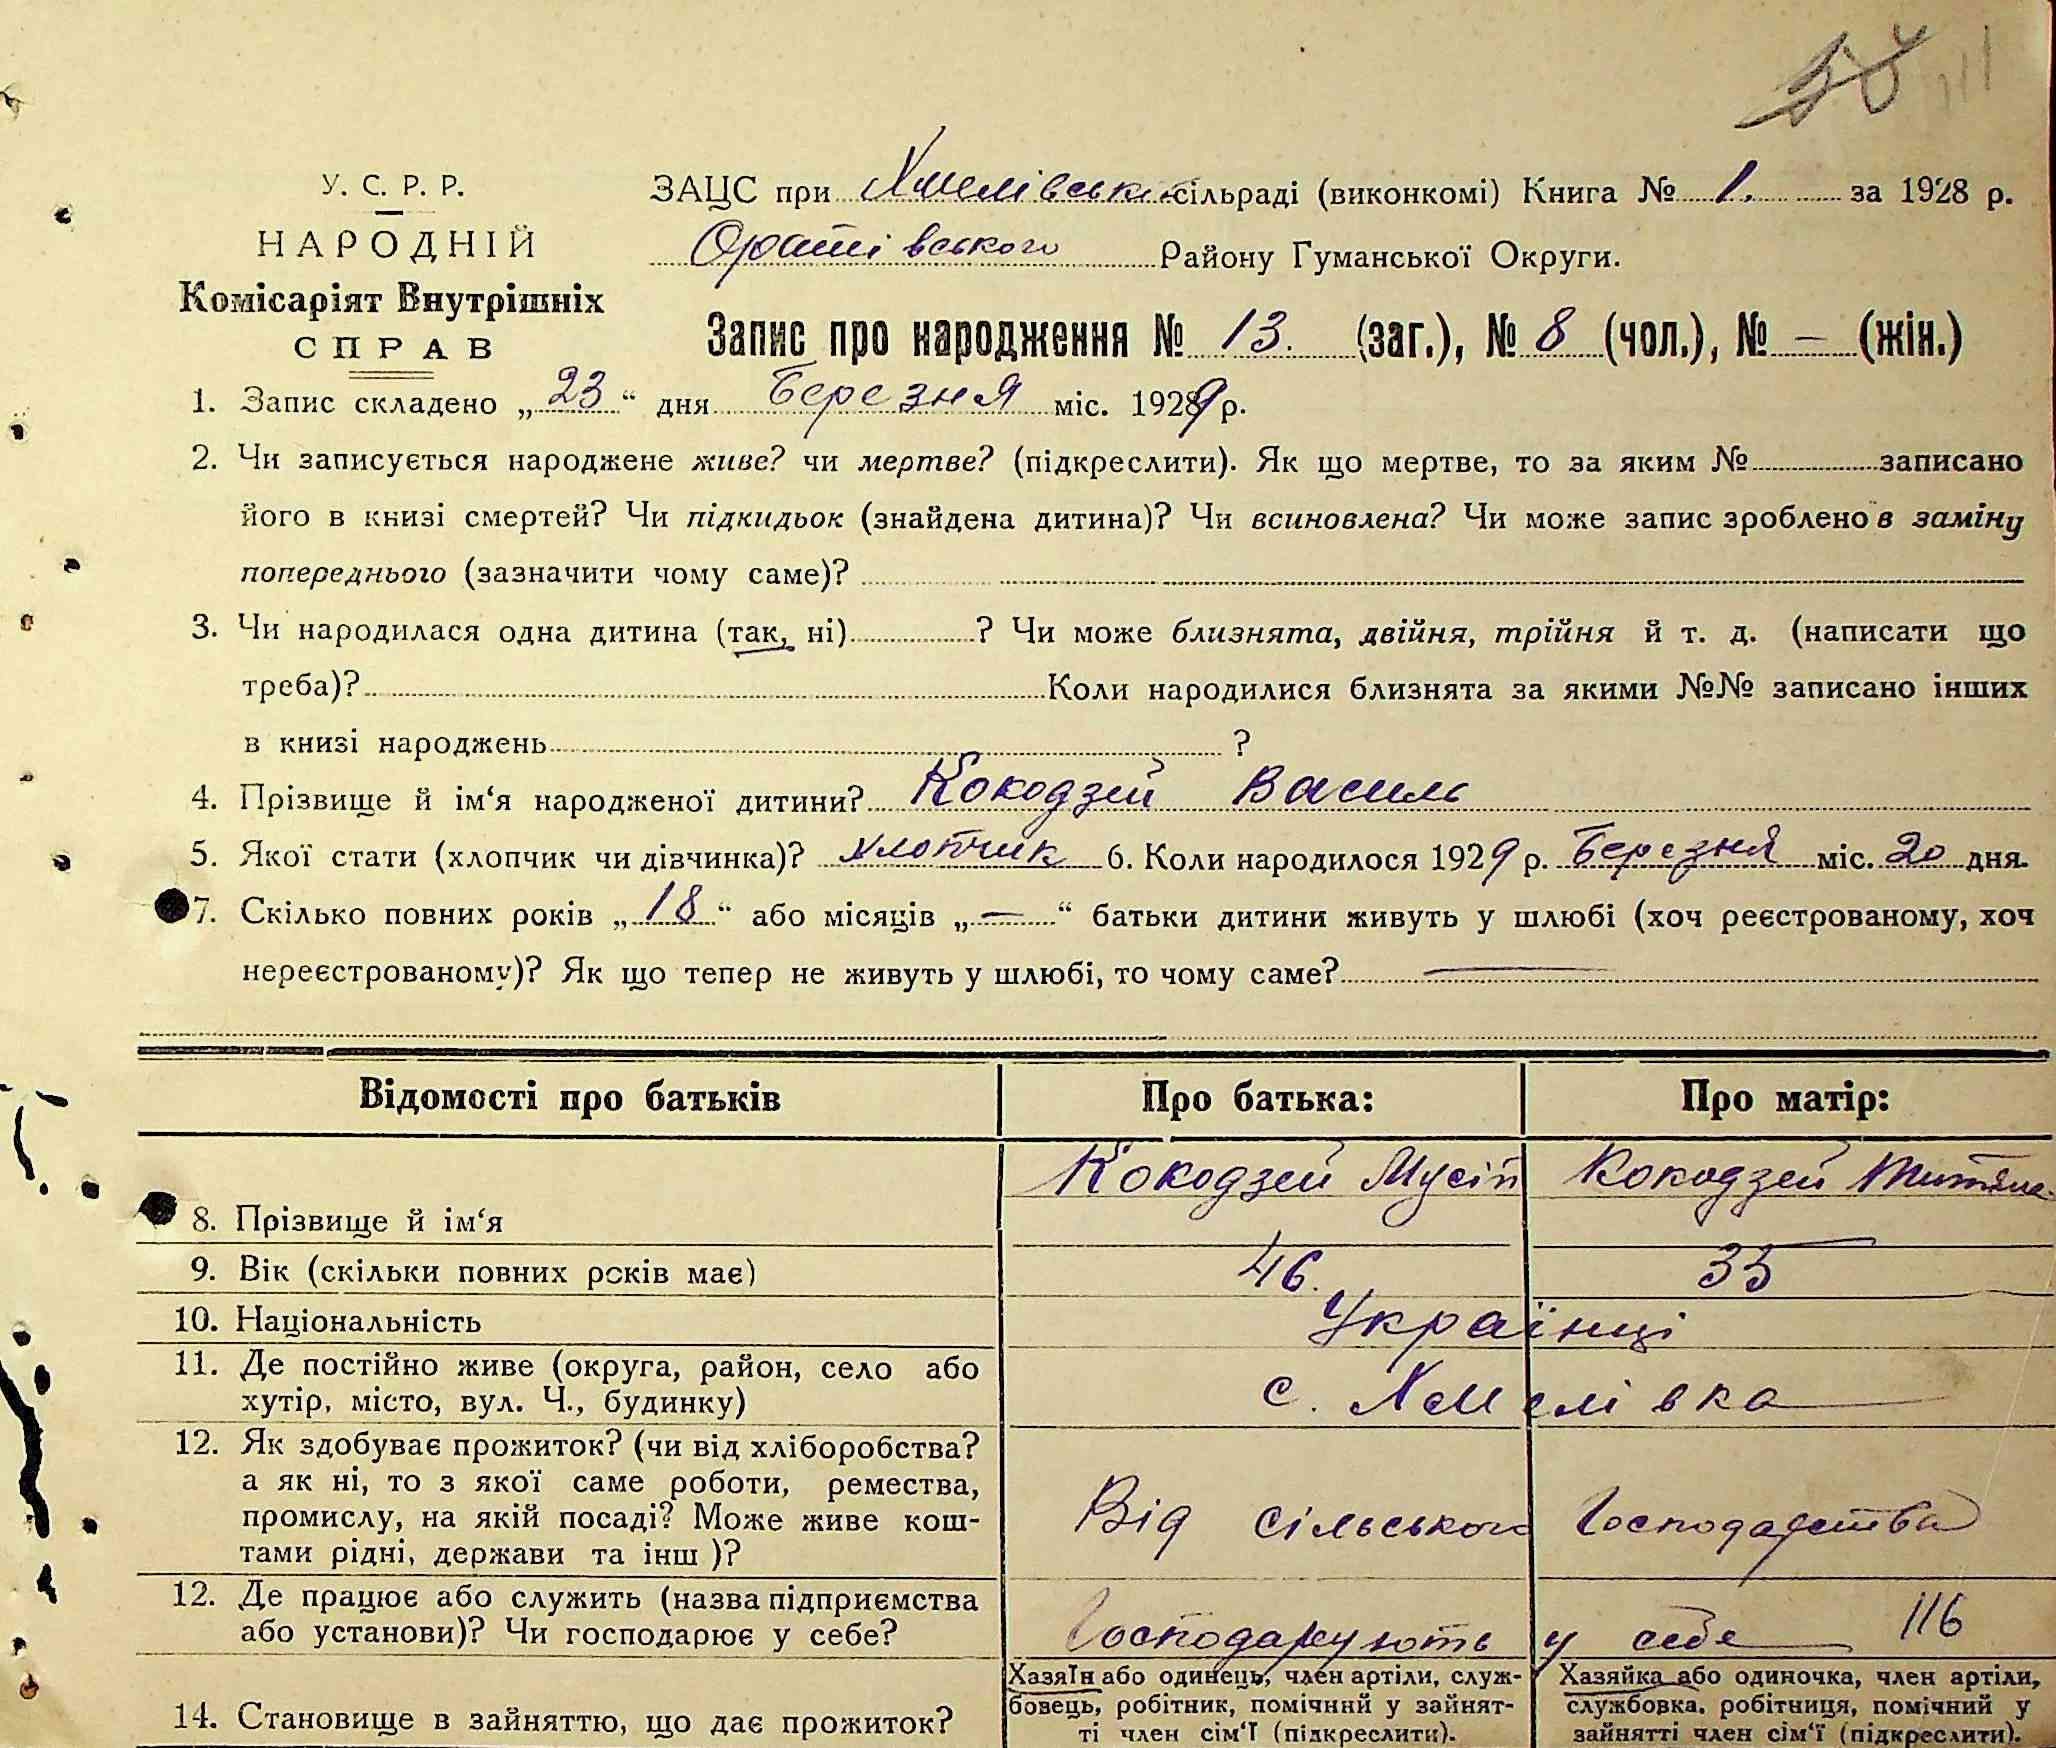 У. С. Р. Р.
НАРОДНІЙ
Комісаріят Внутрішніх
СПРАВ
ЗАЦС при Хмелівській сільраді (виконкомі) Книга № 1. за 1928 р.
Оратівського Району Гуманської Округи.
Запис про народження № 13. (заг.), № 8 (чол.), № — (жін.)
1. Запис складено „23“ дня Березня міс. 1929 р.
2. Чи записується народжене живе? чи мертве? (підкреслити). Як що мертве, то за яким № записано
його в книзі смертей? Чи підкидьок (знайдена дитина)? Чи всиновлена? Чи може запис зроблено в заміну
попереднього (зазначити чому саме)?
3. Чи народилася одна дитина (так, ні) ? Чи може близнята, двійня, трійня й т. д. (написати що
треба)? Коли народилися близнята за якими №№ записано інших
в книзі народжень ?
4. Прізвище й ім‘я народженої дитини? Кокодзей Василь
5. Якої стати (хлопчик чи дівчинка)? хлопчик 6. Коли народилося 1929 р. Березня міс. 20 дня.
7. Скілько повних років „18“ або місяців „—“ батьки дитини живуть у шлюбі (хоч реєстрованому, хоч
нереєстрованому)? Як що тепер не живуть у шлюбі, то чому саме? —
Відомості про батьків Про батька: Про матір:
8. Прізвище й ім‘я Кокодзей Мусій Кокодзей
9. Вік (скільки повних років має) 46. 35
10. Національність Українці
11. Де постійно живе (округа, район, село або
хутір, місто, вул. Ч., будинку) с. Хмелівка
12. Як здобуває прожиток? (чи від хліборобства?
а як ні, то з якої саме роботи, ремества,
промислу, на якій посаді? Може живе кош-
тами рідні, держави та інш )? Від сільського Господарства
12. Де працює або служить (назва підприємства
або установи)? Чи господарює у себе? Господарують у себе 116
14. Становище в зайняттю, що дає прожиток?
Хазяїн або одинець, член артіли, служ-
бовець, робітник, помічний у зайнят-
ті член сім‘ї (підкреслити).
Хазяйка або одиночка, член артіли,
службовка, робітниця, помічний у
зайнятті член сім‘ї (підкреслити).